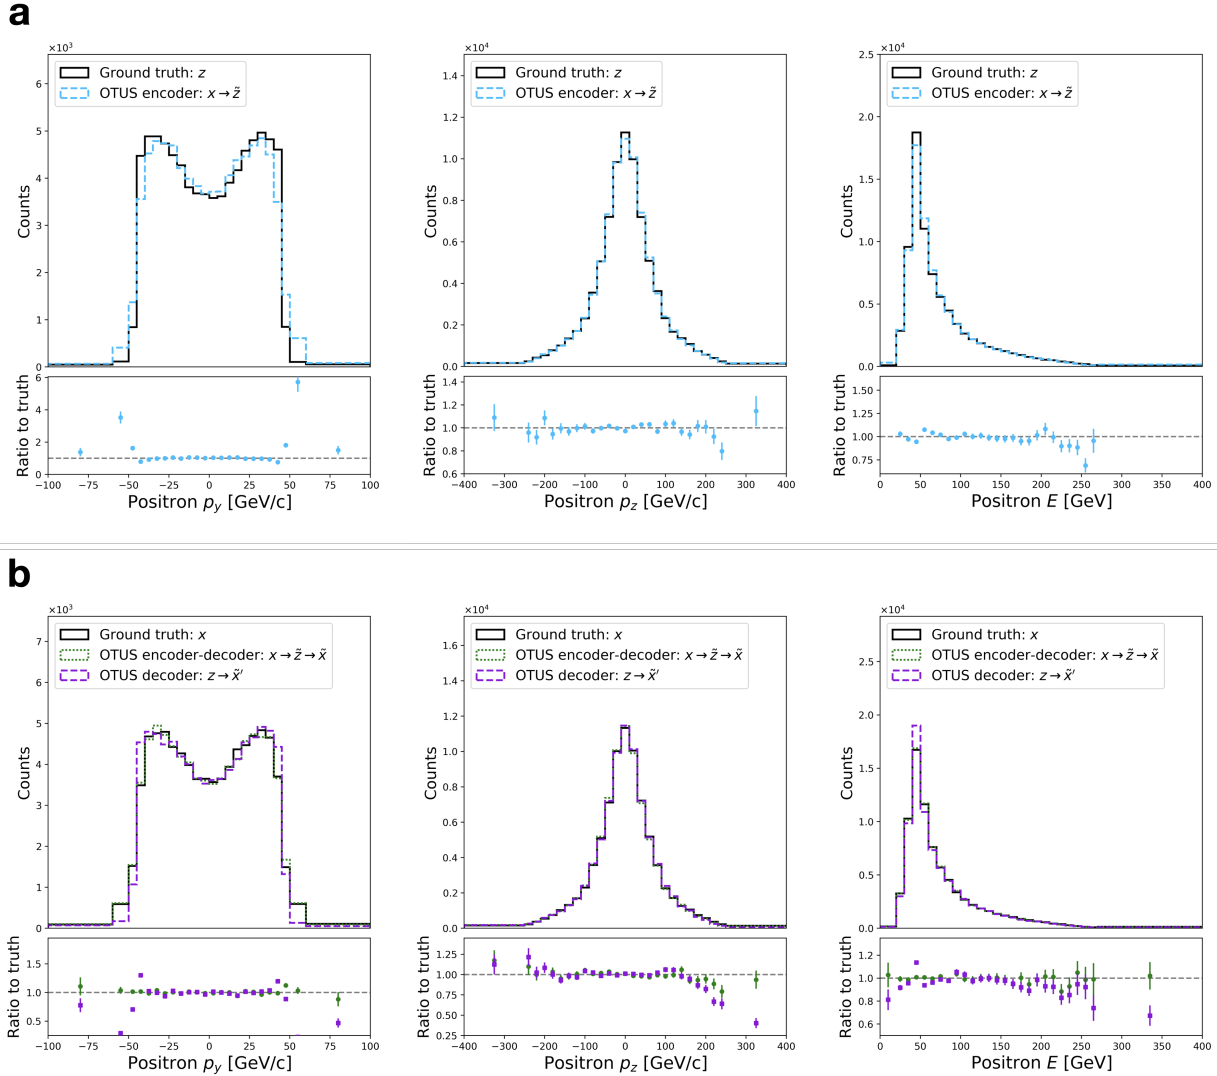 a
×10³
Ground truth: z
OTUS encoder: x → z̃
Counts
6
5
4
3
2
1
0
Ratio to truth
6
4
2
0
−100 −75 −50 −25 0 25 50 75 100
Positron p_y [GeV/c]
×10⁴
Ground truth: z
OTUS encoder: x → z̃
Counts
1.4
1.2
1.0
0.8
0.6
0.4
0.2
0.0
Ratio to truth
1.4
1.2
1.0
0.8
0.6
−400 −300 −200 −100 0 100 200 300 400
Positron p_z [GeV/c]
×10⁴
Ground truth: z
OTUS encoder: x → z̃
Counts
2.5
2.0
1.5
1.0
0.5
0.0
Ratio to truth
1.50
1.25
1.00
0.75
0 50 100 150 200 250 300 350 400
Positron E [GeV]
b
×10³
Ground truth: x
OTUS encoder-decoder: x → z̃ → x̃
OTUS decoder: z → x̃′
Counts
7
6
5
4
3
2
1
0
Ratio to truth
1.5
1.0
0.5
−100 −75 −50 −25 0 25 50 75 100
Positron p_y [GeV/c]
×10⁴
Ground truth: x
OTUS encoder-decoder: x → z̃ → x̃
OTUS decoder: z → x̃′
Counts
1.6
1.4
1.2
1.0
0.8
0.6
0.4
0.2
0.0
Ratio to truth
1.25
1.00
0.75
0.50
0.25
−400 −300 −200 −100 0 100 200 300 400
Positron p_z [GeV/c]
×10⁴
Ground truth: x
OTUS encoder-decoder: x → z̃ → x̃
OTUS decoder: z → x̃′
Counts
2.5
2.0
1.5
1.0
0.5
0.0
Ratio to truth
1.2
1.0
0.8
0.6
0 50 100 150 200 250 300 350 400
Positron E [GeV]